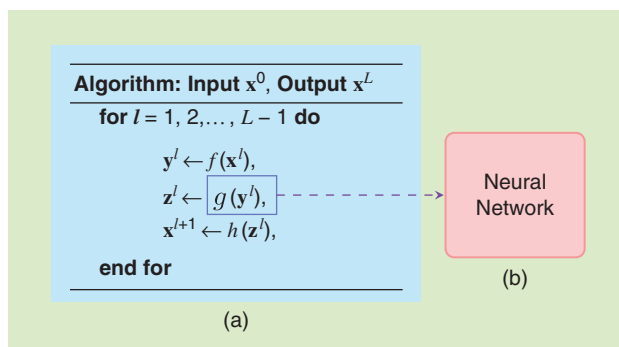 Algorithm: Input x⁰, Output xᴸ
for l = 1, 2,..., L – 1 do
yˡ ← f(xˡ),
zˡ ← g(yˡ),
xˡ⁺¹ ← h(zˡ),
end for
(a)
Neural
Network
(b)